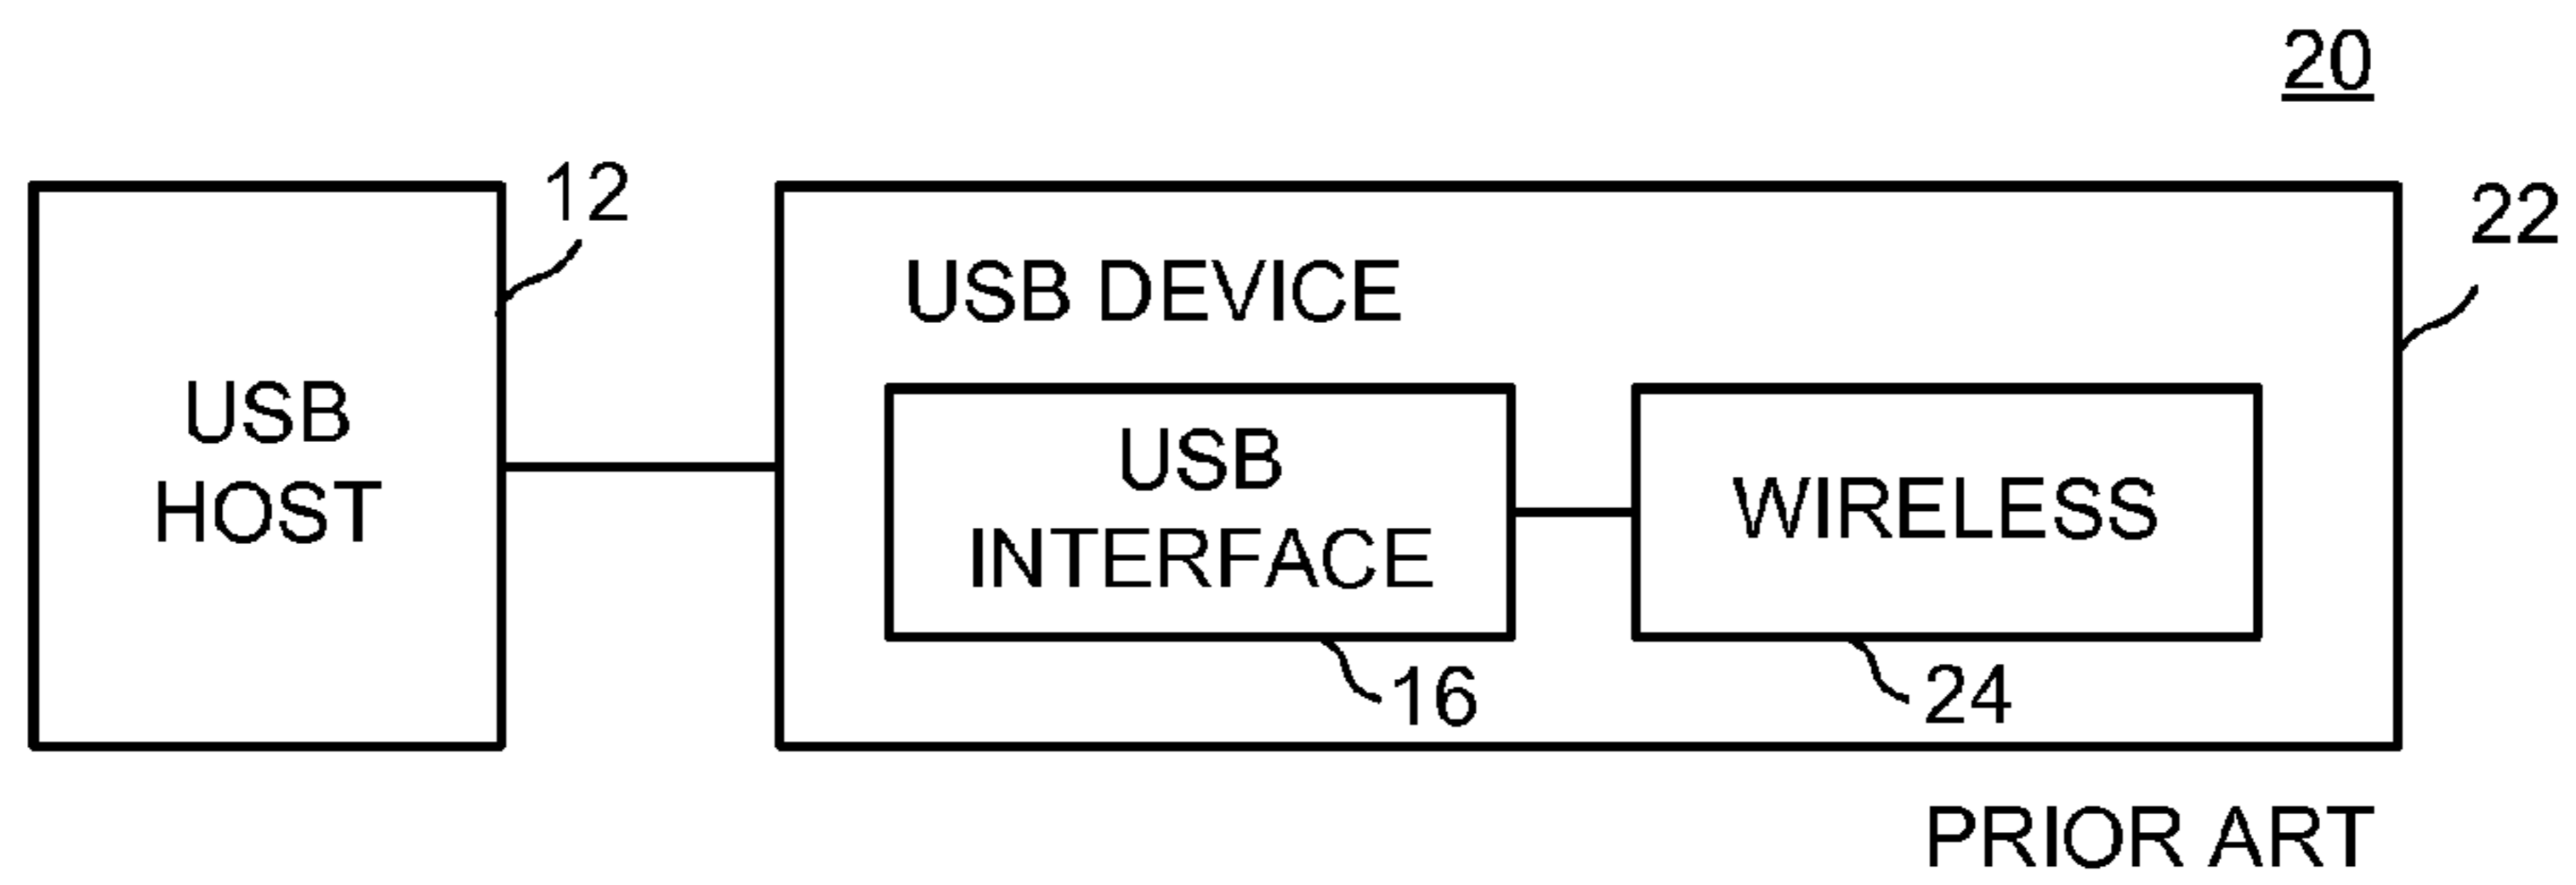 20
12
22
USB DEVICE
USB
HOST
USB
INTERFACE
WIRELESS
16
24
PRIOR ART